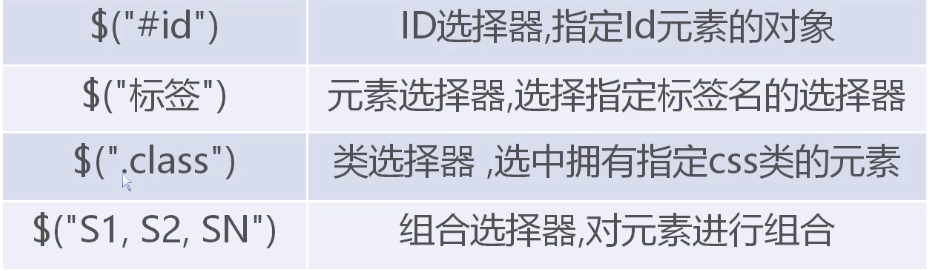 $("#id") ID选择器,指定Id元素的对象
$("标签") 元素选择器,选择指定标签名的选择器
$(".class") 类选择器 ,选中拥有指定css类的元素
$("S1, S2, SN") 组合选择器,对元素进行组合